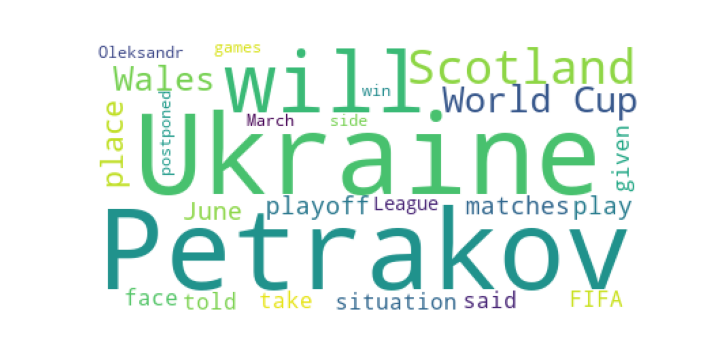 Oleksandr games
Wales will win Scotland
World Cup
place postponed March side
Ukraine given
June playoff League matches play
Petrakov
face told take situation said FIFA